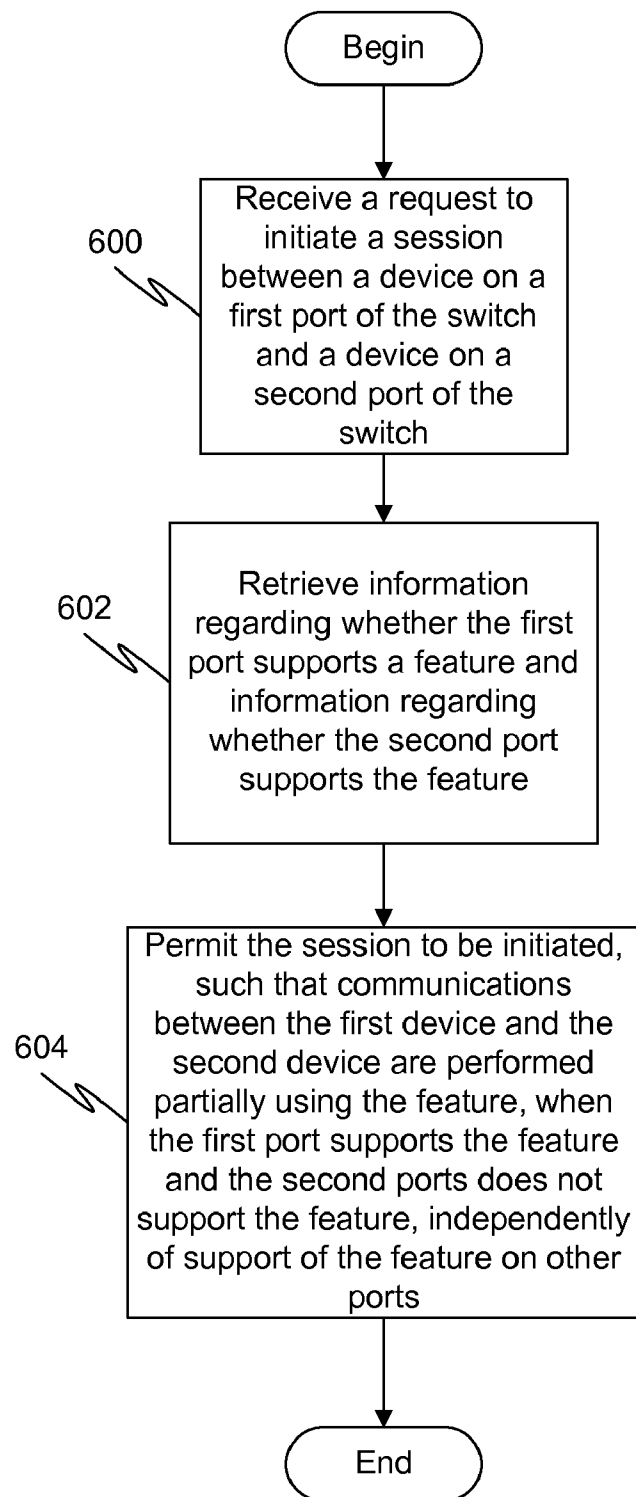 Begin
600
Receive a request to
initiate a session
between a device on a
first port of the switch
and a device on a
second port of the
switch
602
Retrieve information
regarding whether the first
port supports a feature and
information regarding
whether the second port
supports the feature
604
Permit the session to be initiated,
such that communications
between the first device and the
second device are performed
partially using the feature, when
the first port supports the feature
and the second ports does not
support the feature, independently
of support of the feature on other
ports
End